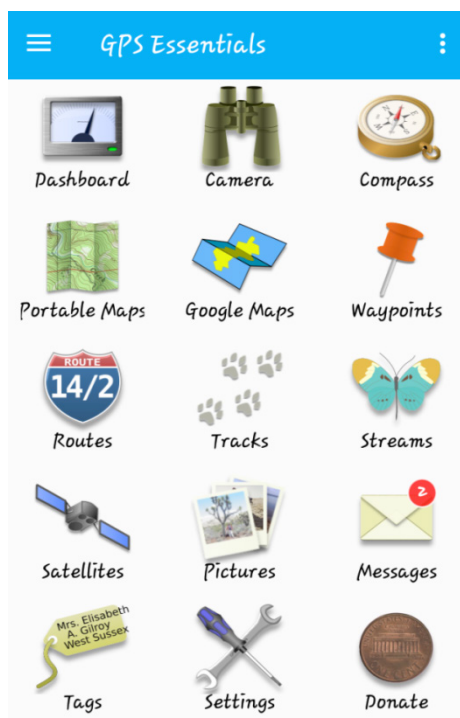 GPS Essentials
Dashboard
Camera
Compass
Portable Maps
Google Maps
Waypoints
ROUTE
14/2
Routes
Tracks
Streams
Satellites
Pictures
2
Messages
Mrs. Elisabeth
A. Gilroy
West Sussex
Tags
Settings
Donate